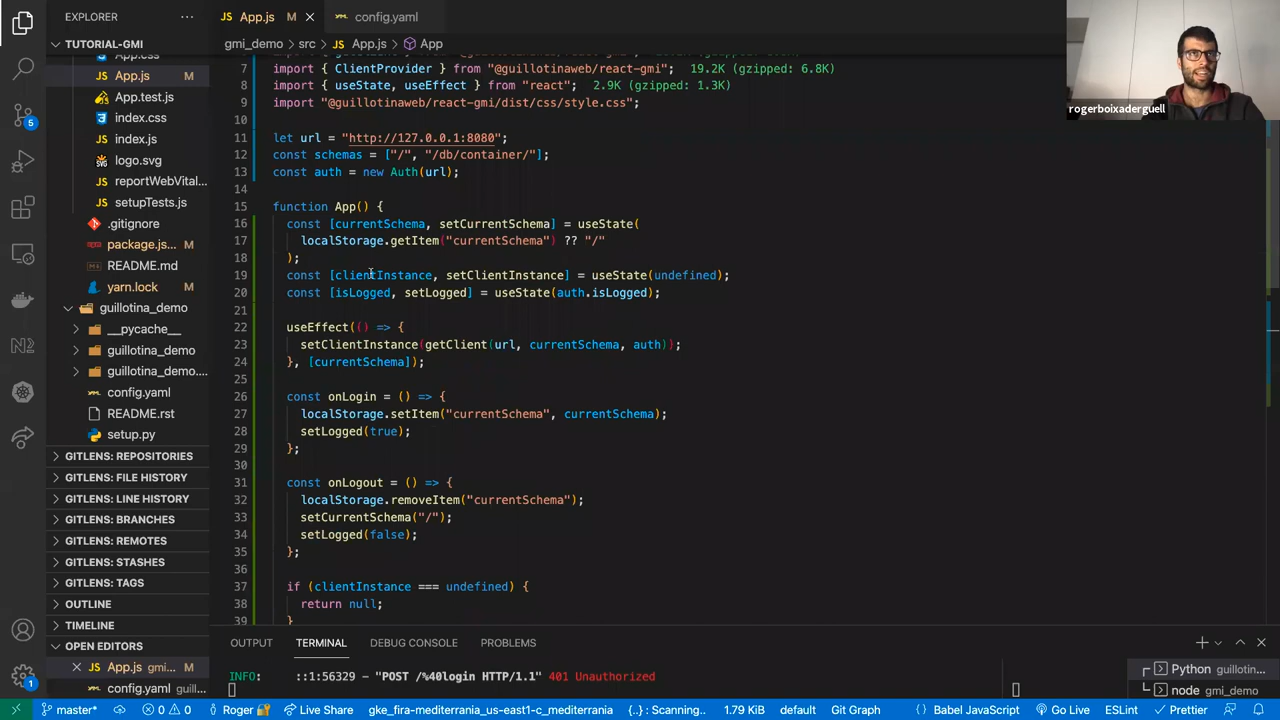 EXPLORER
TUTORIAL-GMI
App.css
App.js M
App.test.js
index.css
index.js
logo.svg
reportWebVital...
setupTests.js
.gitignore
package.js... M
README.md
yarn.lock M
guillotina_demo
__pycache__
guillotina_demo
guillotina_demo....
config.yaml
README.rst
setup.py
GITLENS: REPOSITORIES
GITLENS: FILE HISTORY
GITLENS: LINE HISTORY
GITLENS: BRANCHES
GITLENS: REMOTES
GITLENS: STASHES
GITLENS: TAGS
OUTLINE
TIMELINE
OPEN EDITORS
App.js gmi... M
config.yaml guill...
5
1
App.js M
config.yaml
gmi_demo > src > App.js > App
7 import { ClientProvider } from "@guillotinaweb/react-gmi"; 19.2K (gzipped: 6.8K)
8 import { useState, useEffect } from "react"; 2.9K (gzipped: 1.3K)
9 import "@guillotinaweb/react-gmi/dist/css/style.css";
10
11 let url = "http://127.0.0.1:8080";
12 const schemas = ["/", "/db/container/"];
13 const auth = new Auth(url);
14
15 function App() {
16 const [currentSchema, setCurrentSchema] = useState(
17 localStorage.getItem("currentSchema") ?? "/"
18 );
19 const [clientInstance, setClientInstance] = useState(undefined);
20 const [isLogged, setLogged] = useState(auth.isLogged);
21
22 useEffect(() => {
23 setClientInstance(getClient(url, currentSchema, auth));
24 }, [currentSchema]);
25
26 const onLogin = () => {
27 localStorage.setItem("currentSchema", currentSchema);
28 setLogged(true);
29 };
30
31 const onLogout = () => {
32 localStorage.removeItem("currentSchema");
33 setCurrentSchema("/");
34 setLogged(false);
35 };
36
37 if (clientInstance === undefined) {
38 return null;
39 }
rogerboixaderguell
OUTPUT TERMINAL DEBUG CONSOLE PROBLEMS
INFO: ::1:56329 - "POST /%40login HTTP/1.1" 401 Unauthorized
Python guillotin...
node gmi_demo
master* 0 0 Roger Live Share gke_fira-mediterrania_us-east1-c_mediterrania {..} : Scanning.. 1.79 KiB default Git Graph Babel JavaScript Go Live ESLint Prettier